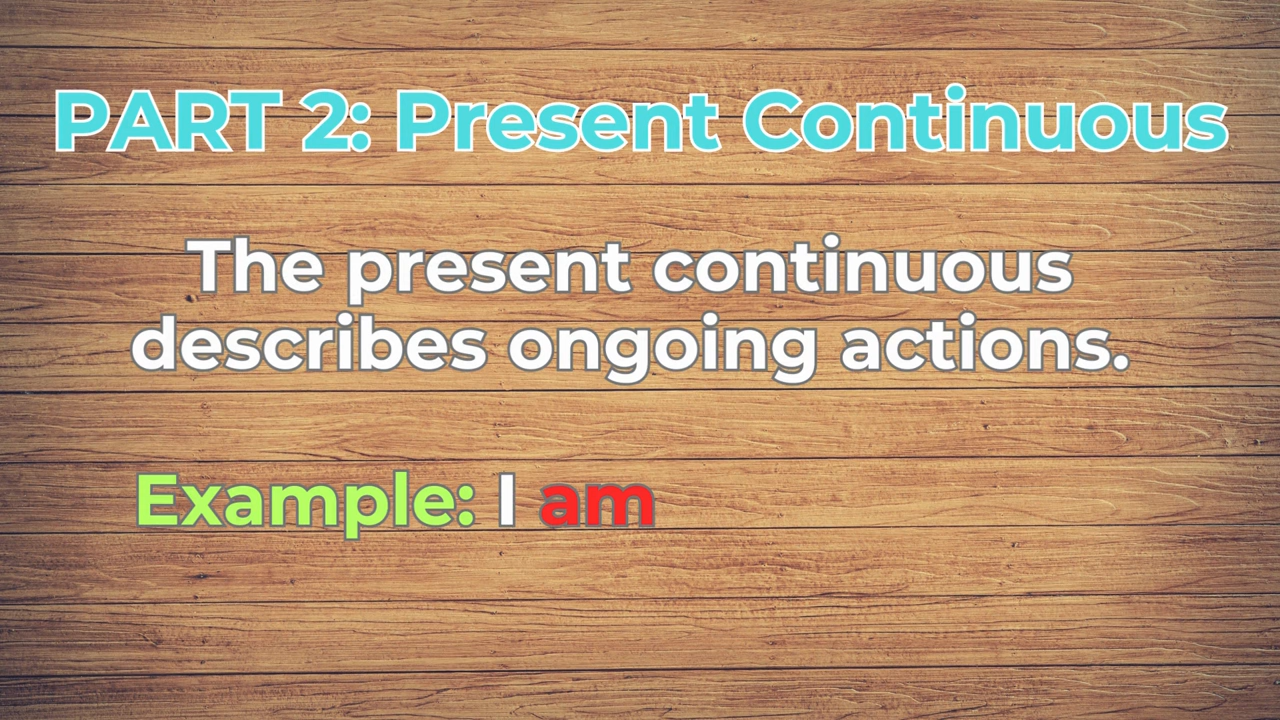 PART 2: Present Continuous
The present continuous
describes ongoing actions.
Example: I am